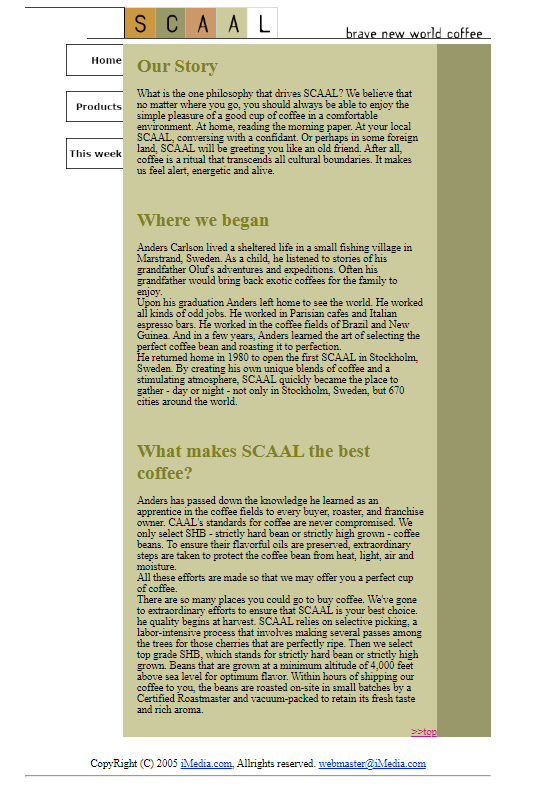 SCAAL
brave new world coffee
Home
Products
This week
Our Story
What is the one philosophy that drives SCAAL? We believe that
no matter where you go, you should always be able to enjoy the
simple pleasure of a good cup of coffee in a comfortable
environment. At home, reading the morning paper. At your local
SCAAL, conversing with a confidant. Or perhaps in some foreign
land, SCAAL will be greeting you like an old friend. After all,
coffee is a ritual that transcends all cultural boundaries. It makes
us feel alert, energetic and alive.
Where we began
Anders Carlson lived a sheltered life in a small fishing village in
Marstrand, Sweden. As a child, he listened to stories of his
grandfather Oluf's adventures and expeditions. Often his
grandfather would bring back exotic coffees for the family to
enjoy.
Upon his graduation Anders left home to see the world. He worked
all kinds of odd jobs. He worked in Parisian cafes and Italian
espresso bars. He worked in the coffee fields of Brazil and New
Guinea. And in a few years, Anders learned the art of selecting the
perfect coffee bean and roasting it to perfection.
He returned home in 1980 to open the first SCAAL in Stockholm,
Sweden. By creating his own unique blends of coffee and a
stimulating atmosphere, SCAAL quickly became the place to
gather - day or night - not only in Stockholm, Sweden, but 670
cities around the world.
What makes SCAAL the best
coffee?
Anders has passed down the knowledge he learned as an
apprentice in the coffee fields to every buyer, roaster, and franchise
owner. CAAL's standards for coffee are never compromised. We
only select SHB - strictly hard bean or strictly high grown - coffee
beans. To ensure their flavorful oils are preserved, extraordinary
steps are taken to protect the coffee bean from heat, light, air and
moisture.
All these efforts are made so that we may offer you a perfect cup
of coffee.
There are so many places you could go to buy coffee. We've gone
to extraordinary efforts to ensure that SCAAL is your best choice.
he quality begins at harvest. SCAAL relies on selective picking, a
labor-intensive process that involves making several passes among
the trees for those cherries that are perfectly ripe. Then we select
top grade SHB, which stands for strictly hard bean or strictly high
grown. Beans that are grown at a minimum altitude of 4,000 feet
above sea level for optimum flavor. Within hours of shipping our
coffee to you, the beans are roasted on-site in small batches by a
Certified Roastmaster and vacuum-packed to retain its fresh taste
and rich aroma.
>>top
CopyRight (C) 2005 iMedia.com, Allrights reserved. webmaster@iMedia.com